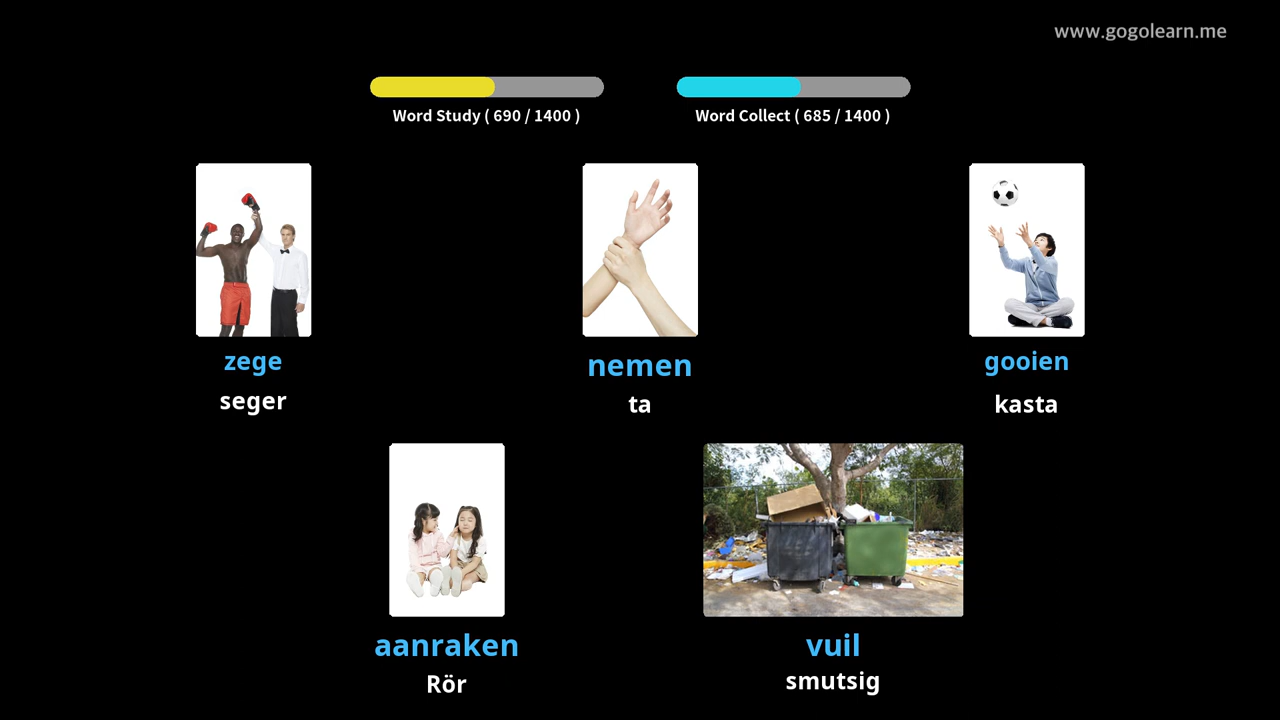 www.gogolearn.me
Word Study ( 690 / 1400 )
Word Collect ( 685 / 1400 )
zege
seger
nemen
ta
gooien
kasta
aanraken
Rör
vuil
smutsig